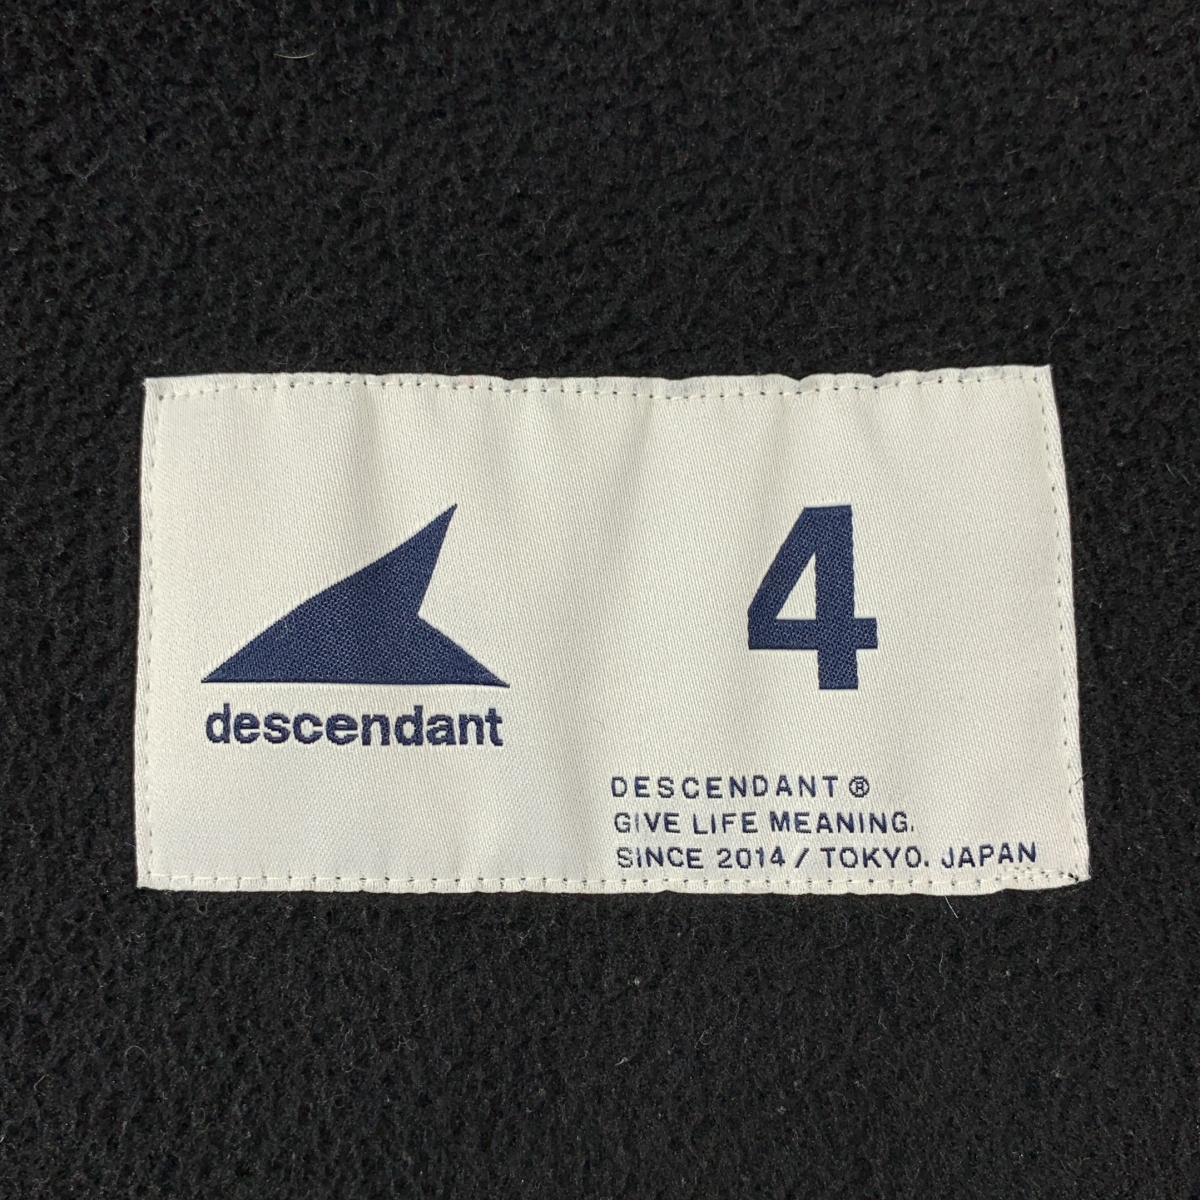 descendant
4
DESCENDANT®
GIVE LIFE MEANING.
SINCE 2014 / TOKYO. JAPAN